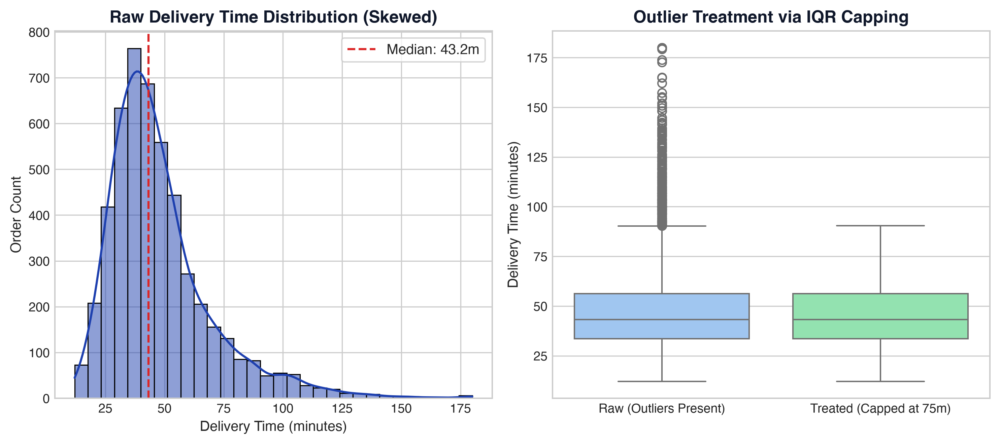 Raw Delivery Time Distribution (Skewed)
Median: 43.2m
Order Count
800
700
600
500
400
300
200
100
0
25 50 75 100 125 150 175
Delivery Time (minutes)
Outlier Treatment via IQR Capping
Delivery Time (minutes)
175
150
125
100
75
50
25
Raw (Outliers Present) Treated (Capped at 75m)